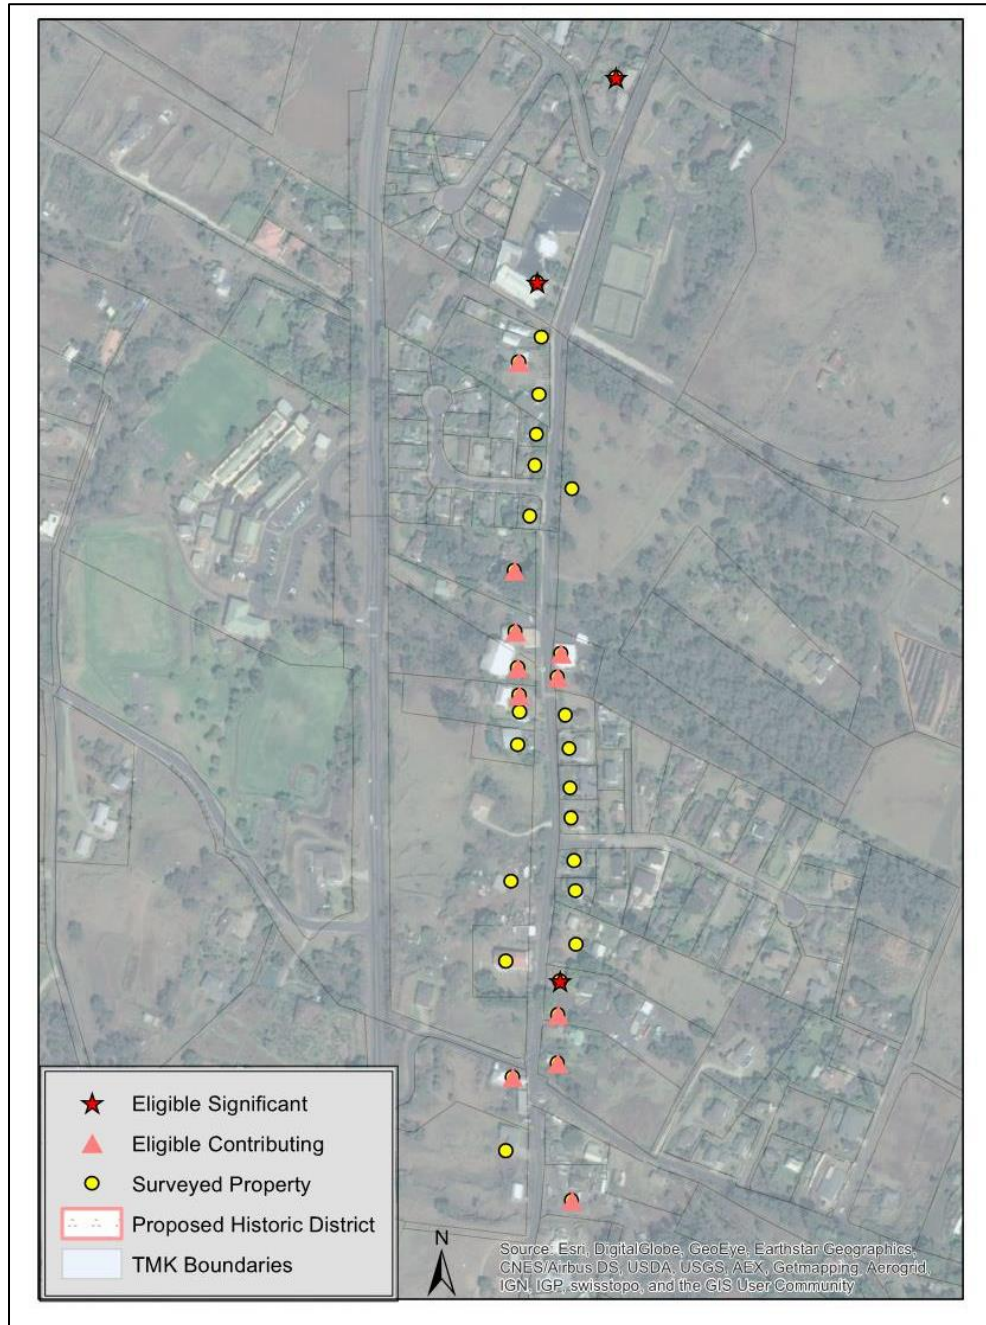 Eligible Significant
Eligible Contributing
Surveyed Property
Proposed Historic District
TMK Boundaries
N
Source: Esri, DigitalGlobe, GeoEye, Earthstar Geographics,
CNES/Airbus DS, USDA, USGS, AEX, Getmapping, Aerogrid,
IGN, IGP, swisstopo, and the GIS User Community